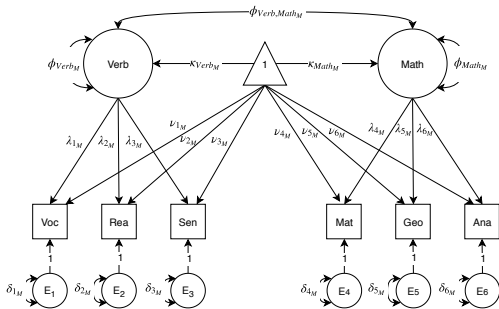 ϕVerb,MathM
ϕVerbM Verb κVerbM 1 κMathM Math ϕMathM
λ1M λ2M λ3M ν1M ν2M ν3M ν4M ν5M ν6M λ4M λ5M λ6M
Voc Rea Sen Mat Geo Ana
1 1 1 1 1 1
δ1M E1 δ2M E2 δ3M E3 δ4M E4 δ5M E5 δ6M E6